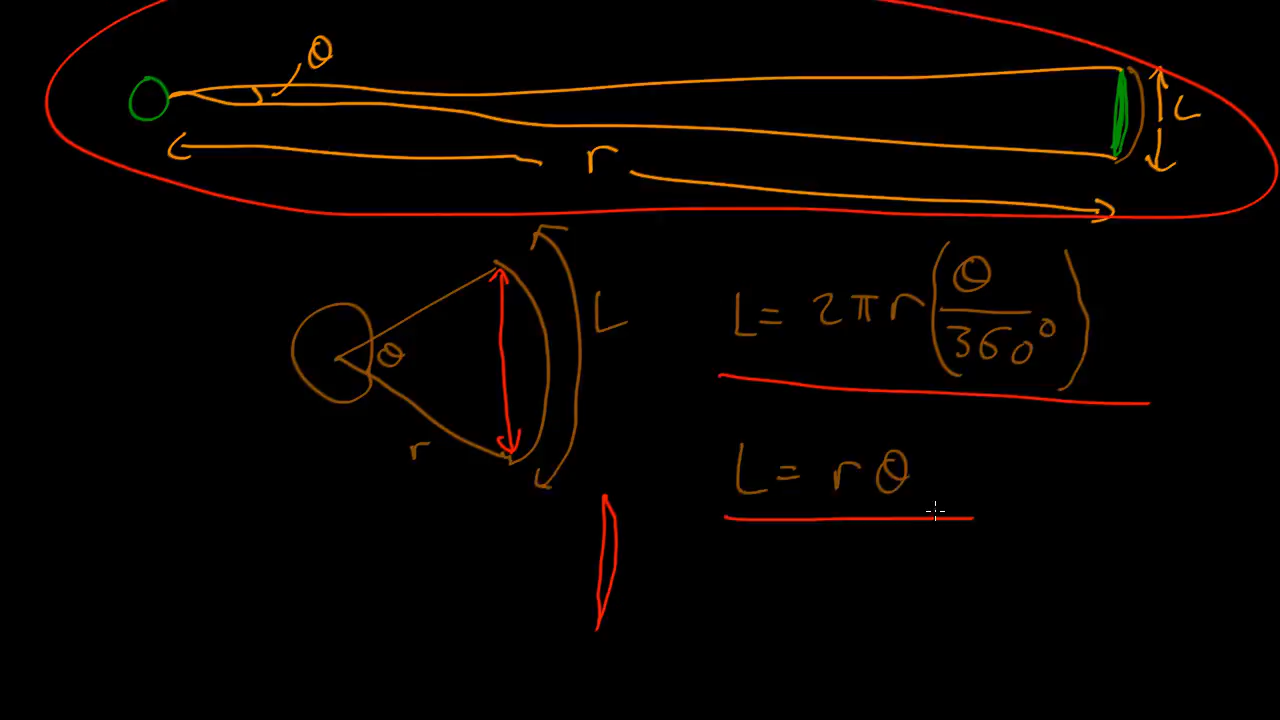 θ
L
r
L
L = 2πr(θ/360°)
θ
r
L = rθ